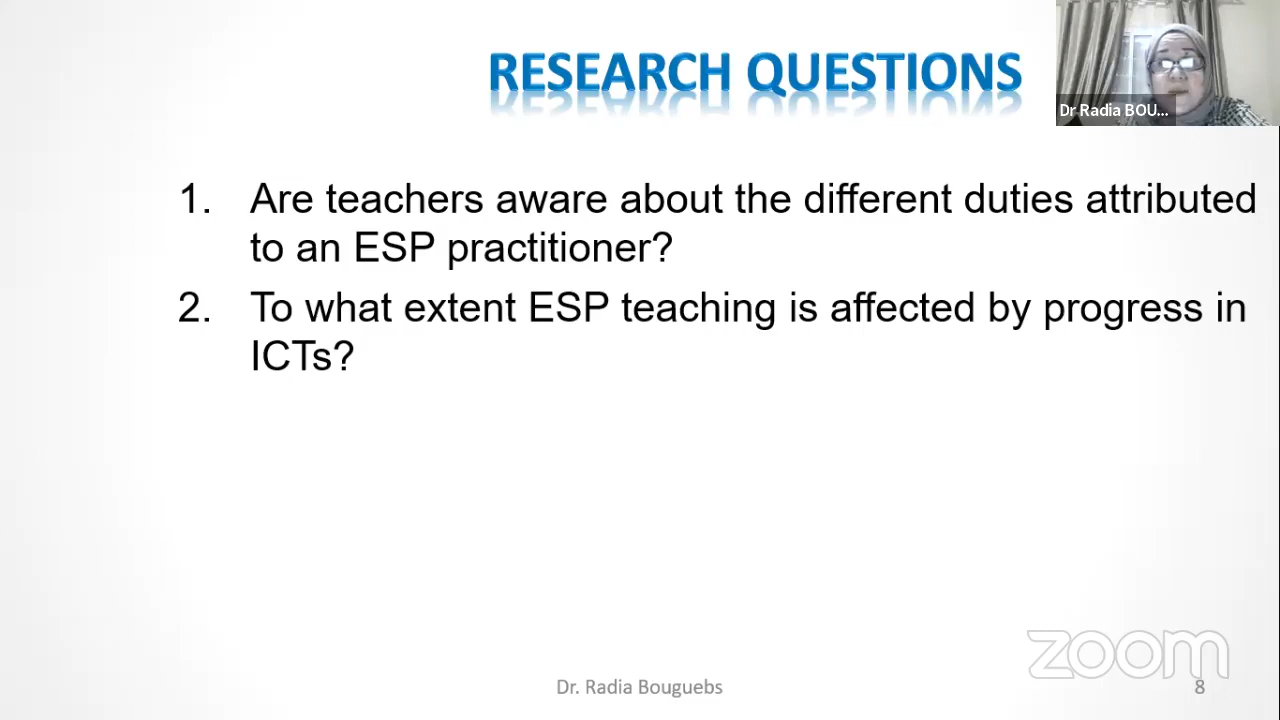 RESEARCH QUESTIONS
Dr Radia BOU...
1. Are teachers aware about the different duties attributed
to an ESP practitioner?
2. To what extent ESP teaching is affected by progress in
ICTs?
zoom
Dr. Radia Bouguebs
8